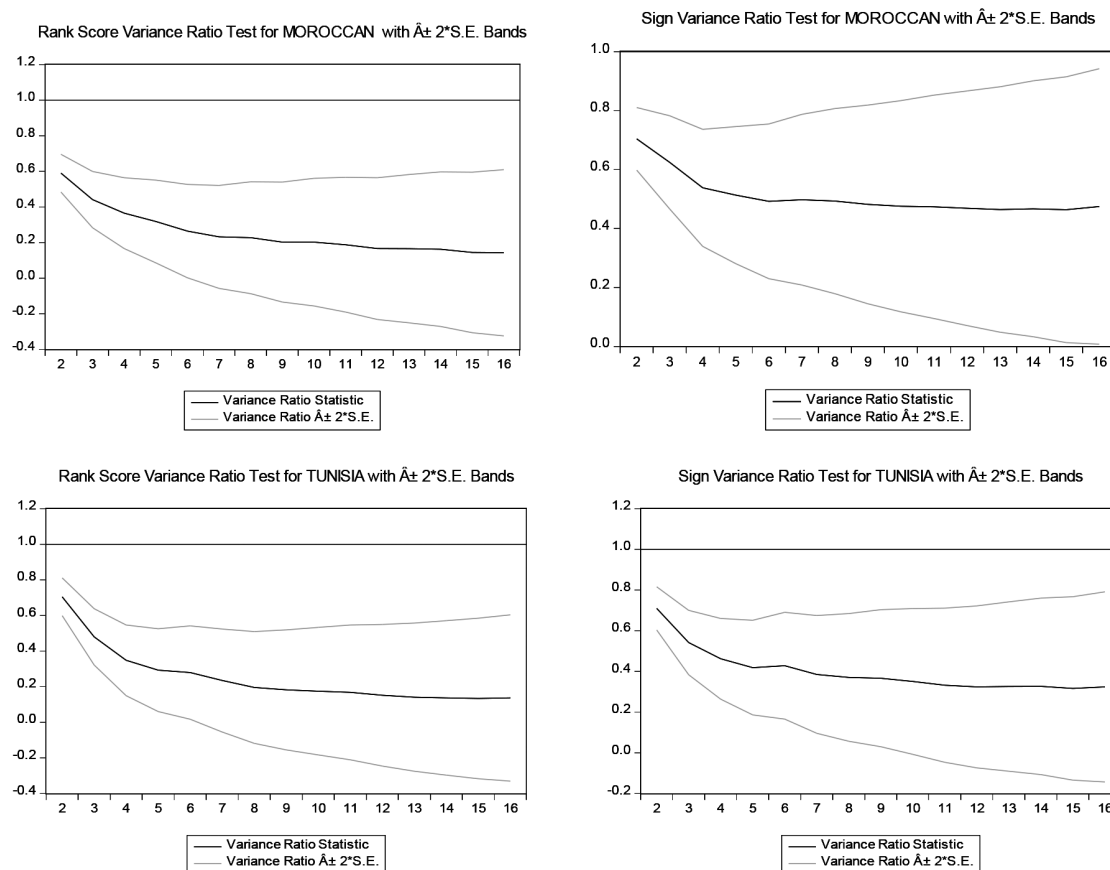 Rank Score Variance Ratio Test for MOROCCAN with Â± 2*S.E. Bands
1.2
1.0
0.8
0.6
0.4
0.2
0.0
-0.2
-0.4
2 3 4 5 6 7 8 9 10 11 12 13 14 15 16
Variance Ratio Statistic
Variance Ratio Â± 2*S.E.
Sign Variance Ratio Test for MOROCCAN with Â± 2*S.E. Bands
1.0
0.8
0.6
0.4
0.2
0.0
2 3 4 5 6 7 8 9 10 11 12 13 14 15 16
Variance Ratio Statistic
Variance Ratio Â± 2*S.E.
Rank Score Variance Ratio Test for TUNISIA with Â± 2*S.E. Bands
1.2
1.0
0.8
0.6
0.4
0.2
0.0
-0.2
-0.4
2 3 4 5 6 7 8 9 10 11 12 13 14 15 16
Variance Ratio Statistic
Variance Ratio Â± 2*S.E.
Sign Variance Ratio Test for TUNISIA with Â± 2*S.E. Bands
1.2
1.0
0.8
0.6
0.4
0.2
0.0
-0.2
2 3 4 5 6 7 8 9 10 11 12 13 14 15 16
Variance Ratio Statistic
Variance Ratio Â± 2*S.E.